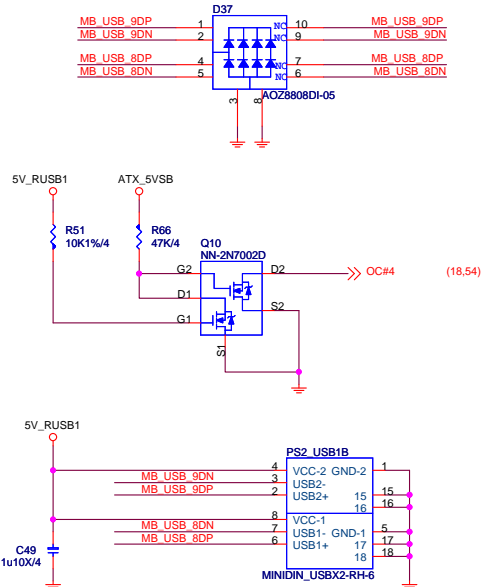 D37
MB_USB_9DP 1 NC 10 MB_USB_9DP
MB_USB_9DN 2 NC 9 MB_USB_9DN
MB_USB_8DP 4 NC 7 MB_USB_8DP
MB_USB_8DN 5 NC 6 MB_USB_8DN
AOZ8808DI-05
3 8
5V_RUSB1 ATX_5VSB
R51 R66
10K1%/4 47K/4
Q10
NN-2N7002D
G2 D2 OC#4 (18,54)
D1
S2
G1
S1
5V_RUSB1
PS2_USB1B
4 VCC-2 GND-2 1
MB_USB_9DN 3 USB2-
MB_USB_9DP 2 USB2+ 15 15
16 16
8 VCC-1
MB_USB_8DN 7 USB1- GND-1 5
MB_USB_8DP 6 USB1+ 17 17
18 18
C49
1u10X/4
MINIDIN_USBX2-RH-6